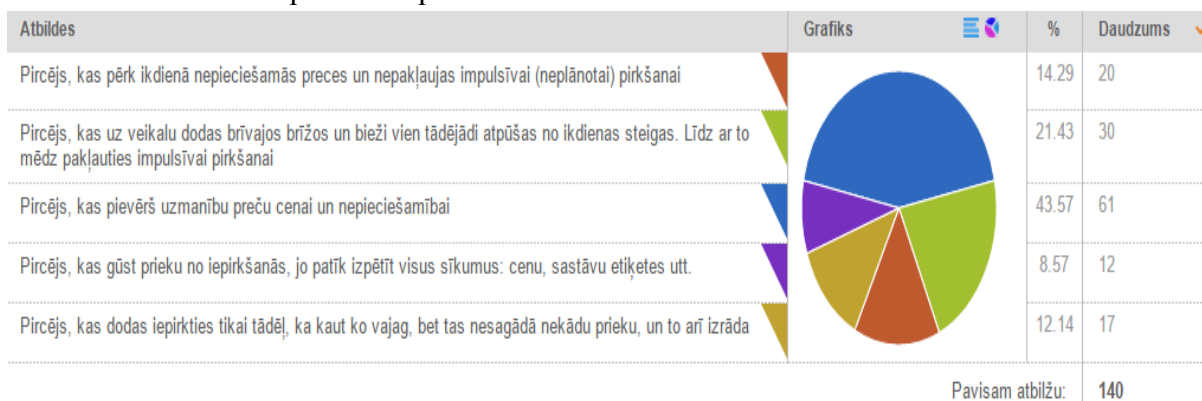 Atbildes Grafiks % Daudzums
Pircējs, kas pērk ikdienā nepieciešamās preces un nepakļaujas impulsīvai (neplānotai) pirkšanai 14.29 20
Pircējs, kas uz veikalu dodas brīvajos brīžos un bieži vien tādējādi atpūšas no ikdienas steigas. Līdz ar to 21.43 30
mēdz pakļauties impulsīvai pirkšanai
Pircējs, kas pievērš uzmanību preču cenai un nepieciešamībai 43.57 61
Pircējs, kas gūst prieku no iepirkšanās, jo patīk izpētīt visus sīkumus: cenu, sastāvu etiķetes utt. 8.57 12
Pircējs, kas dodas iepirkties tikai tādēļ, ka kaut ko vajag, bet tas nesagādā nekādu prieku, un to arī izrāda 12.14 17
Pavisam atbilžu: 140